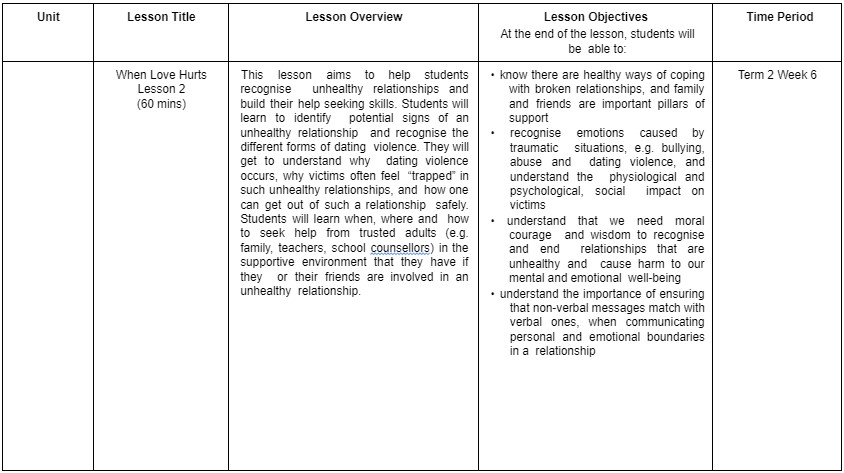 Unit
Lesson Title
Lesson Overview
Lesson Objectives
At the end of the lesson, students will
be able to:
Time Period
When Love Hurts
Lesson 2
(60 mins)
This lesson aims to help students
recognise unhealthy relationships and
build their help seeking skills. Students will
learn to identify potential signs of an
unhealthy relationship and recognise the
different forms of dating violence. They will
get to understand why dating violence
occurs, why victims often feel “trapped” in
such unhealthy relationships, and how one
can get out of such a relationship safely.
Students will learn when, where and how
to seek help from trusted adults (e.g.
family, teachers, school counsellors) in the
supportive environment that they have if
they or their friends are involved in an
unhealthy relationship.
• know there are healthy ways of coping
with broken relationships, and family
and friends are important pillars of
support
• recognise emotions caused by
traumatic situations, e.g. bullying,
abuse and dating violence, and
understand the physiological and
psychological, social impact on
victims
• understand that we need moral
courage and wisdom to recognise
and end relationships that are
unhealthy and cause harm to our
mental and emotional well-being
• understand the importance of ensuring
that non-verbal messages match with
verbal ones, when communicating
personal and emotional boundaries
in a relationship
Term 2 Week 6